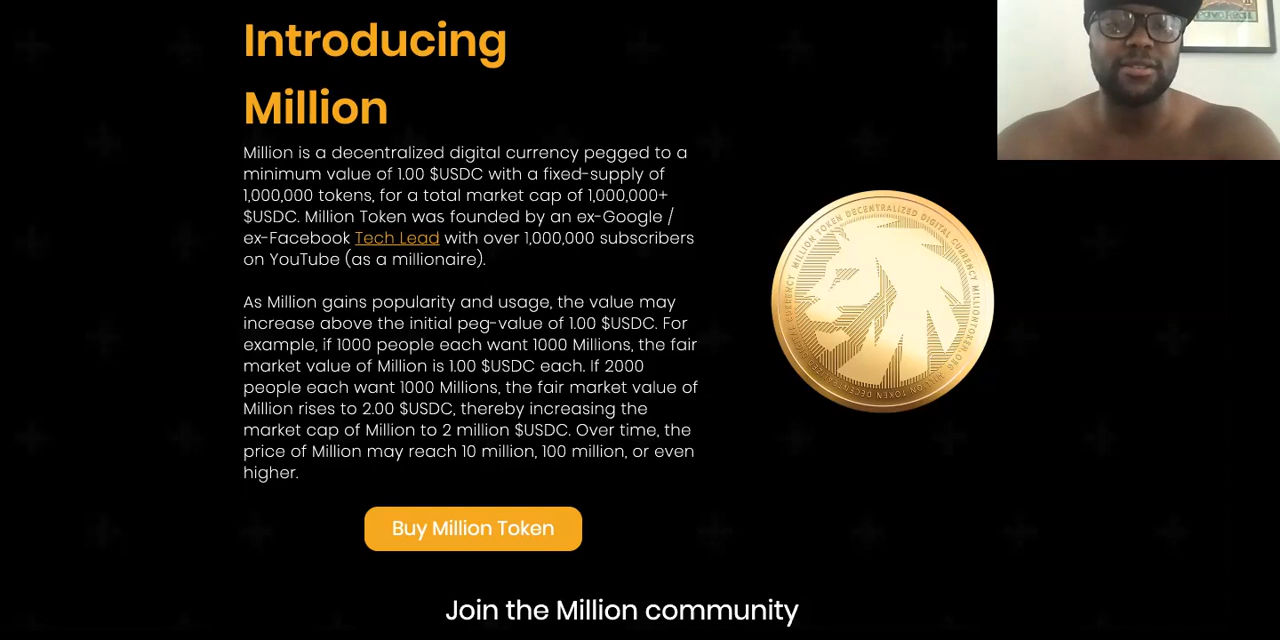 Introducing
Million
Million is a decentralized digital currency pegged to a
minimum value of 1.00 $USDC with a fixed-supply of
1,000,000 tokens, for a total market cap of 1,000,000+
$USDC. Million Token was founded by an ex-Google /
ex-Facebook Tech Lead with over 1,000,000 subscribers
on YouTube (as a millionaire).
As Million gains popularity and usage, the value may
increase above the initial peg-value of 1.00 $USDC. For
example, if 1000 people each want 1000 Millions, the fair
market value of Million is 1.00 $USDC each. If 2000
people each want 1000 Millions, the fair market value of
Million rises to 2.00 $USDC, thereby increasing the
market cap of Million to 2 million $USDC. Over time, the
price of Million may reach 10 million, 100 million, or even
higher.
MILLION TOKEN DECENTRALIZED DIGITAL CURRENCY MILLIONTOKEN.ORG
Buy Million Token
Join the Million community